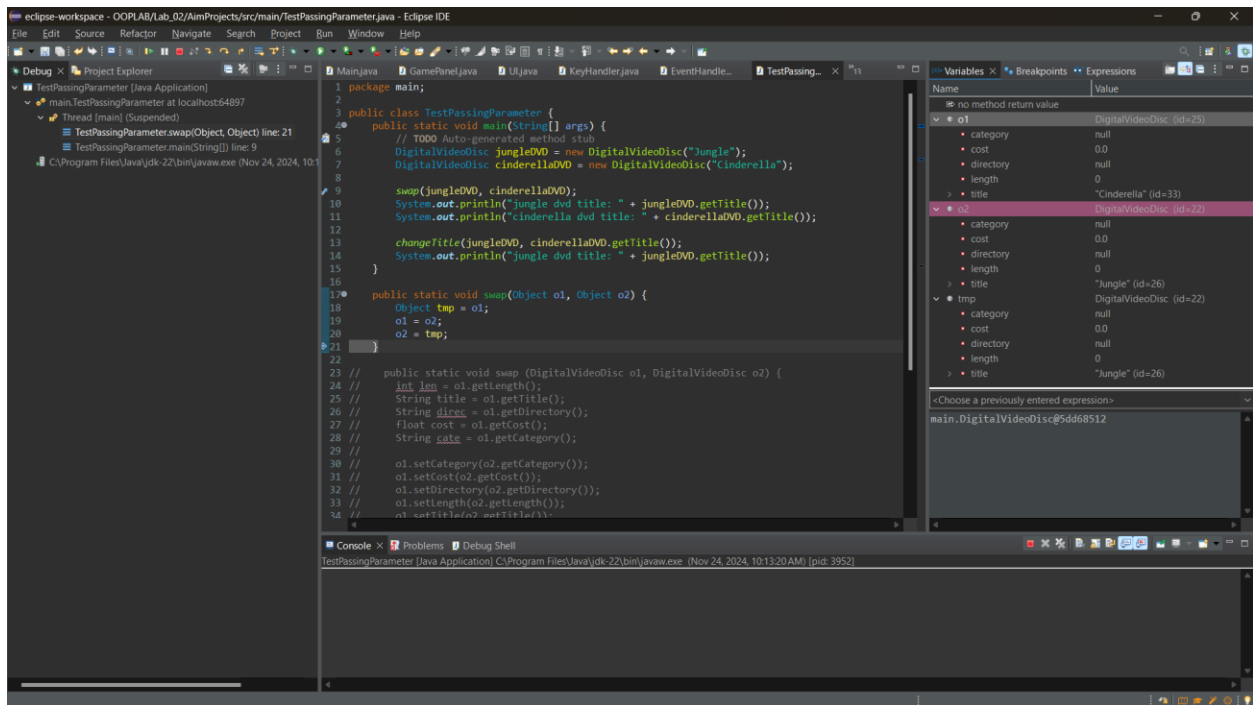 eclipse-workspace - OOPLAB/Lab_02/AimProjects/src/main/TestPassingParameter.java - Eclipse IDE
File Edit Source Refactor Navigate Search Project Run Window Help
Debug Project Explorer
TestPassingParameter [Java Application]
main.TestPassingParameter at localhost:64897
Thread [main] (Suspended)
TestPassingParameter.swap(Object, Object) line: 21
TestPassingParameter.main(String[]) line: 9
C:\Program Files\Java\jdk-22\bin\javaw.exe (Nov 24, 2024, 10:1
Main.java GamePanel.java UI.java KeyHandler.java EventHandle... TestPassing... »11
1 package main;
2
3 public class TestPassingParameter {
4 public static void main(String[] args) {
5 // TODO Auto-generated method stub
6 DigitalVideoDisc jungleDVD = new DigitalVideoDisc("Jungle");
7 DigitalVideoDisc cinderellaDVD = new DigitalVideoDisc("Cinderella");
8
9 swap(jungleDVD, cinderellaDVD);
10 System.out.println("jungle dvd title: " + jungleDVD.getTitle());
11 System.out.println("cinderella dvd title: " + cinderellaDVD.getTitle());
12
13 changeTitle(jungleDVD, cinderellaDVD.getTitle());
14 System.out.println("jungle dvd title: " + jungleDVD.getTitle());
15 }
16
17 public static void swap(Object o1, Object o2) {
18 Object tmp = o1;
19 o1 = o2;
20 o2 = tmp;
21 }
22
23 // public static void swap (DigitalVideoDisc o1, DigitalVideoDisc o2) {
24 // int len = o1.getLength();
25 // String title = o1.getTitle();
26 // String direc = o1.getDirectory();
27 // float cost = o1.getCost();
28 // String cate = o1.getCategory();
29 //
30 // o1.setCategory(o2.getCategory());
31 // o1.setCost(o2.getCost());
32 // o1.setDirectory(o2.getDirectory());
33 // o1.setLength(o2.getLength());
34 // o1.setTitle(o2.getTitle());
Variables Breakpoints Expressions
Name Value
no method return value
o1 DigitalVideoDisc (id=25)
category null
cost 0.0
directory null
length 0
title "Cinderella" (id=33)
o2 DigitalVideoDisc (id=22)
category null
cost 0.0
directory null
length 0
title "Jungle" (id=26)
tmp DigitalVideoDisc (id=22)
category null
cost 0.0
directory null
length 0
title "Jungle" (id=26)
<Choose a previously entered expression>
main.DigitalVideoDisc@5dd68512
Console Problems Debug Shell
TestPassingParameter [Java Application] C:\Program Files\Java\jdk-22\bin\javaw.exe (Nov 24, 2024, 10:13:20 AM) [pid: 3952]